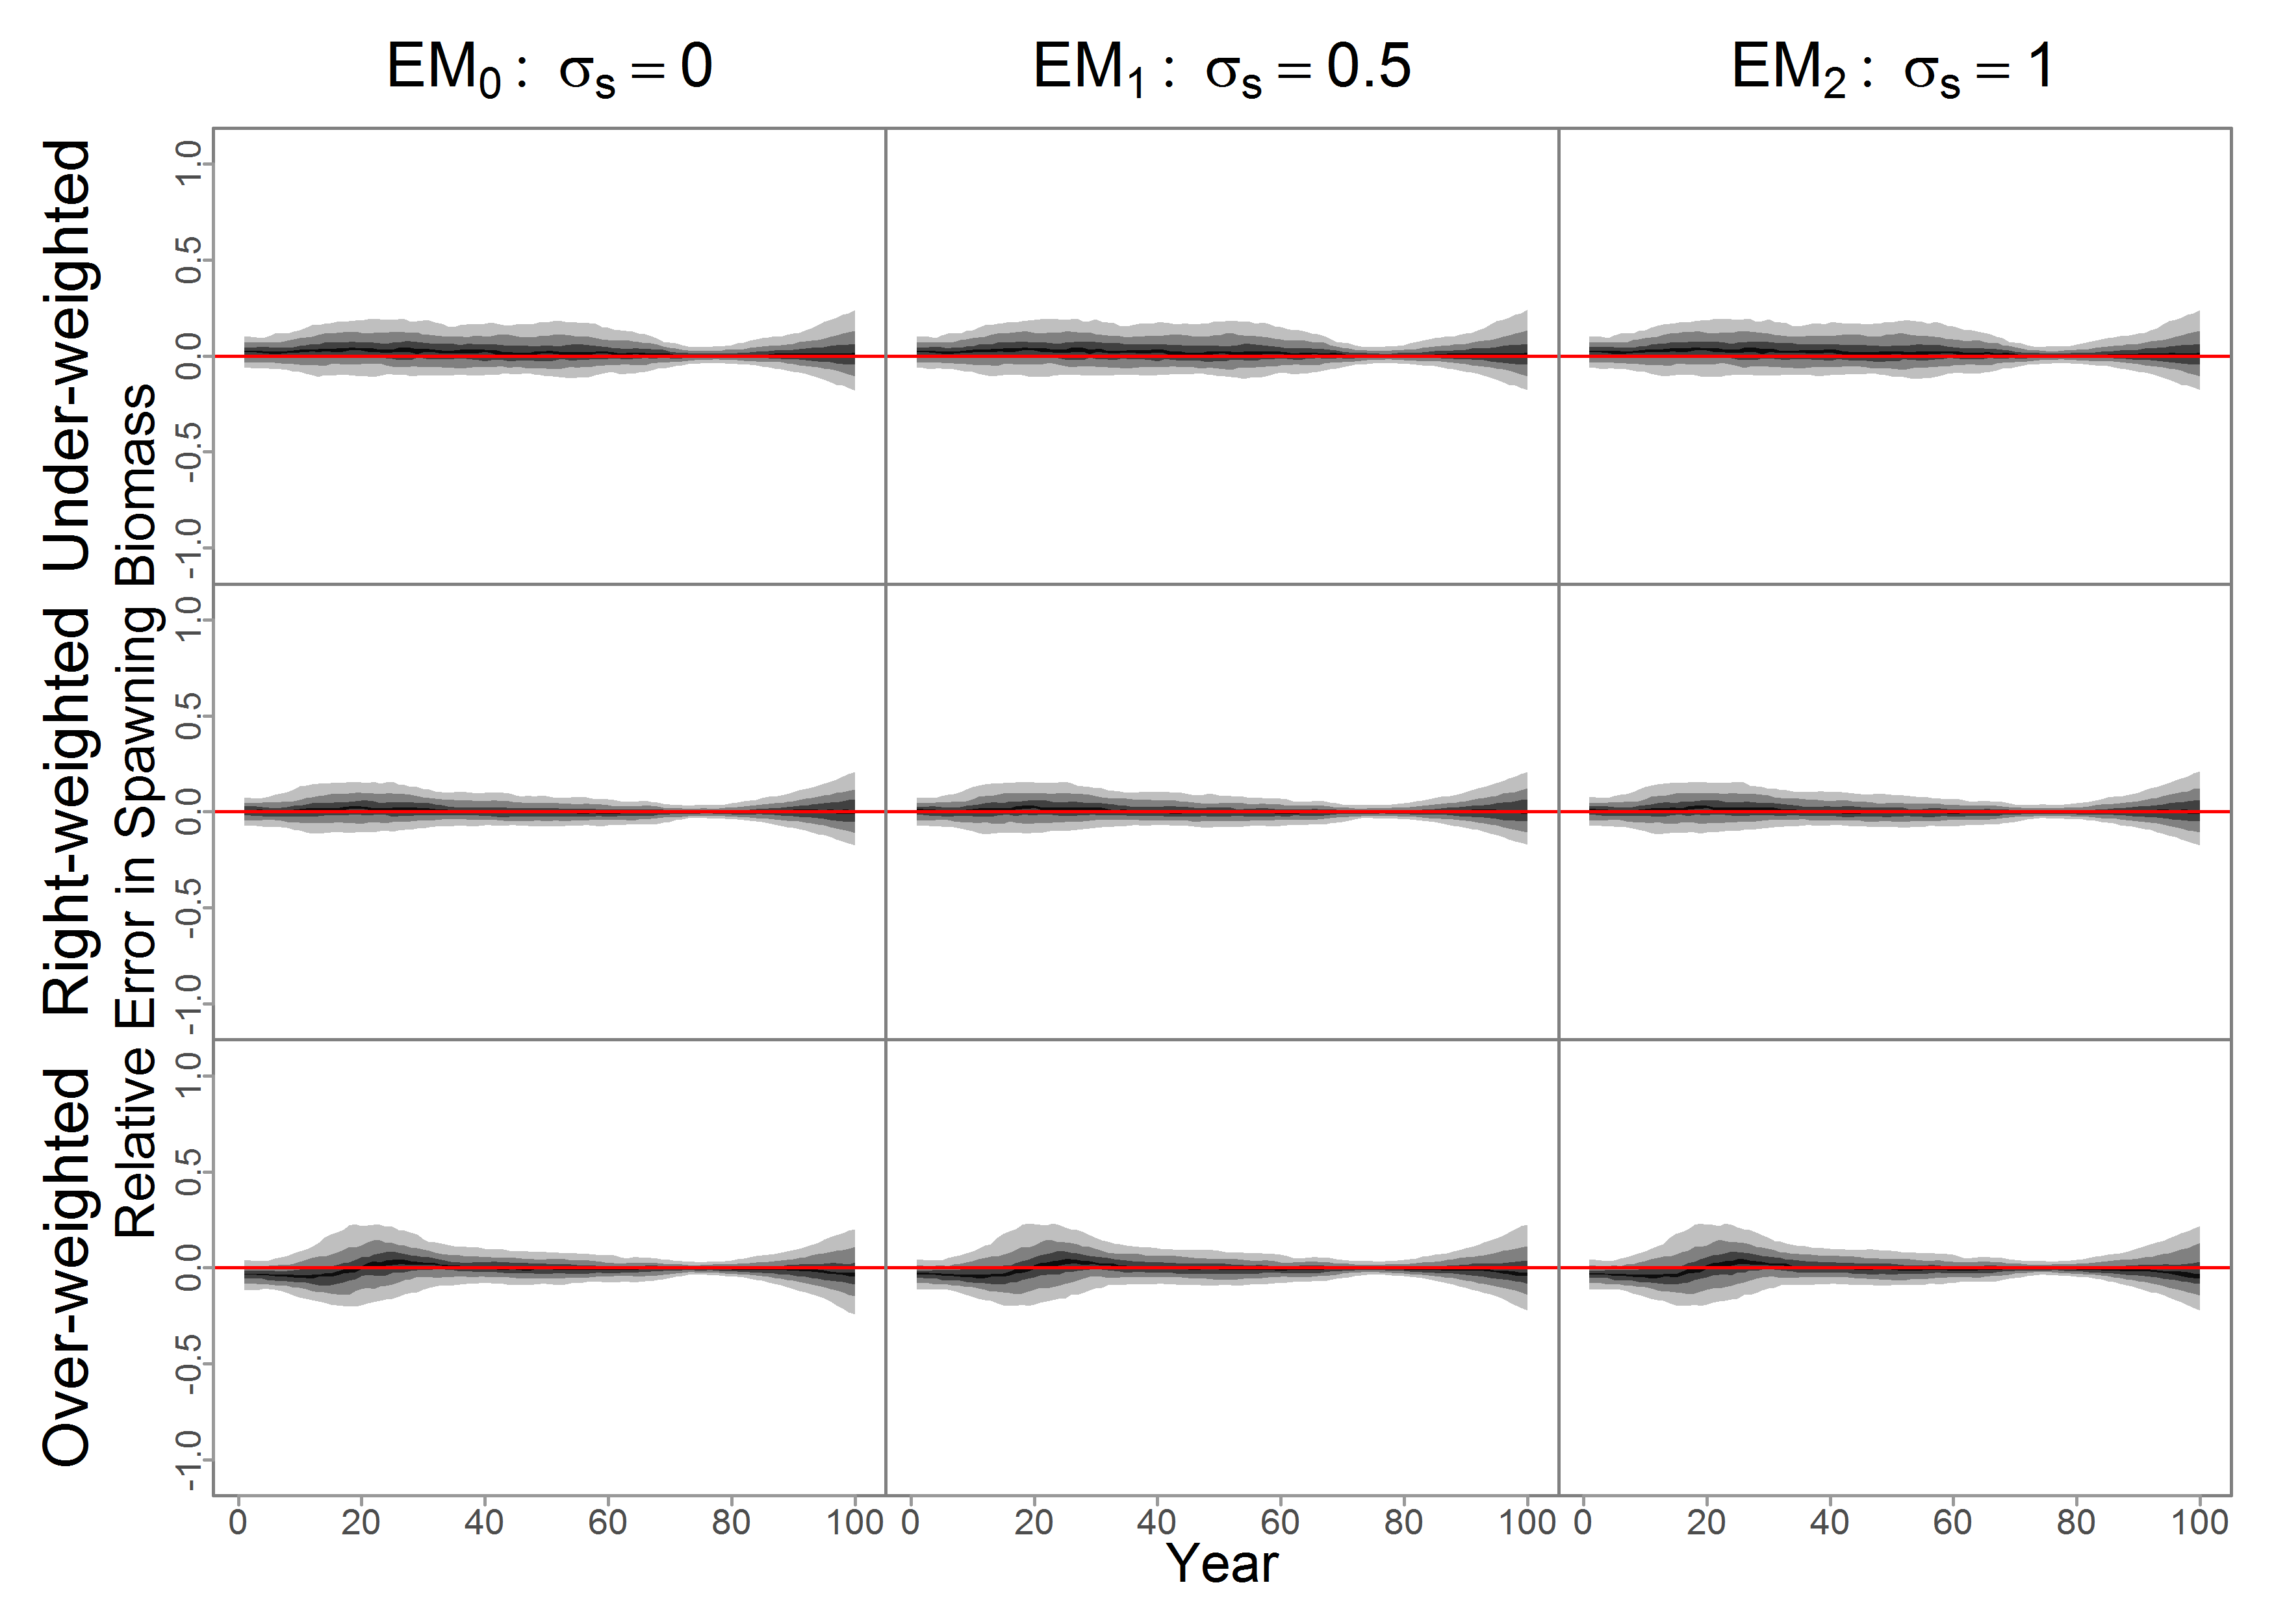 EM0 : σs = 0
EM1 : σs = 0.5
EM2 : σs = 1
Under-weighted
Right-weighted
Over-weighted
Relative Error in Spawning Biomass
1.0
0.5
0.0
-0.5
-1.0
1.0
0.5
0.0
-0.5
-1.0
1.0
0.5
0.0
-0.5
-1.0
0 20 40 60 80 100 0 20 40 60 80 100 0 20 40 60 80 100
Year